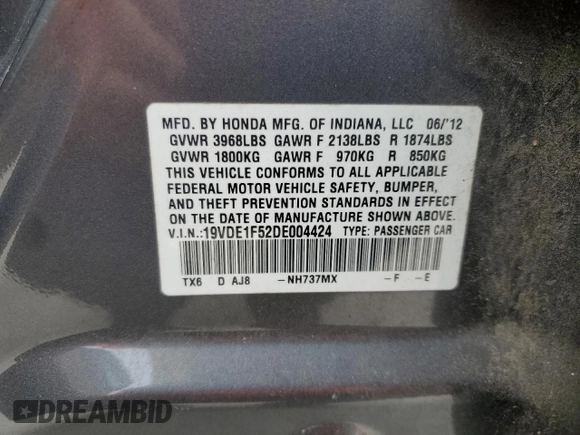 MFD. BY HONDA MFG. OF INDIANA, LLC 06/'12
GVWR 3968LBS GAWR F 2138LBS R 1874LBS
GVWR 1800KG GAWR F 970KG R 850KG
THIS VEHICLE CONFORMS TO ALL APPLICABLE
FEDERAL MOTOR VEHICLE SAFETY, BUMPER,
AND THEFT PREVENTION STANDARDS IN EFFECT
ON THE DATE OF MANUFACTURE SHOWN ABOVE.
V.I.N.:19VDE1F52DE004424 TYPE: PASSENGER CAR
TX6 D AJ8 -NH737MX -F -E
DREAMBID